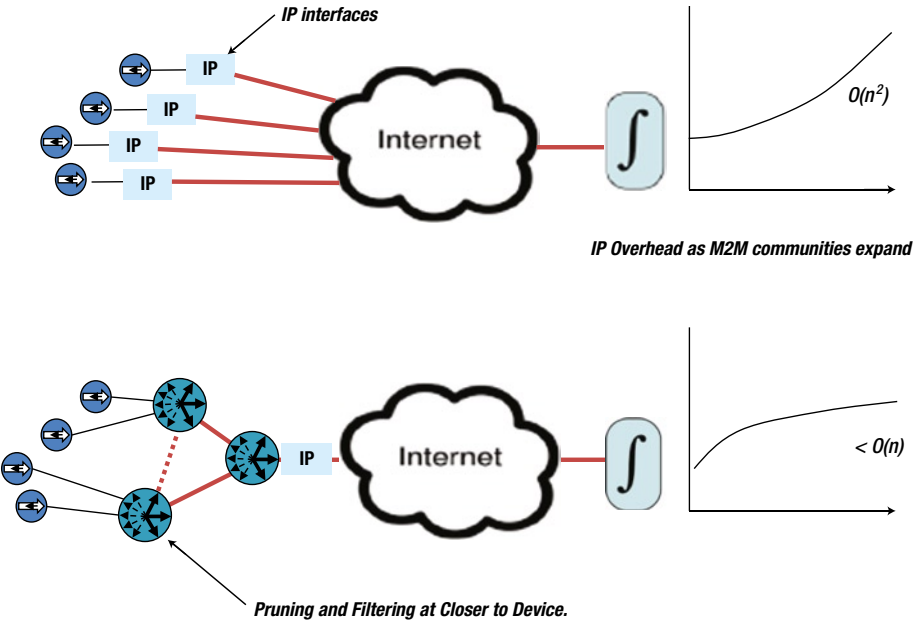 IP interfaces
IP
IP
IP
IP
Internet
∫
O(n²)
IP Overhead as M2M communities expand
IP
Internet
∫
< O(n)
Pruning and Filtering at Closer to Device.